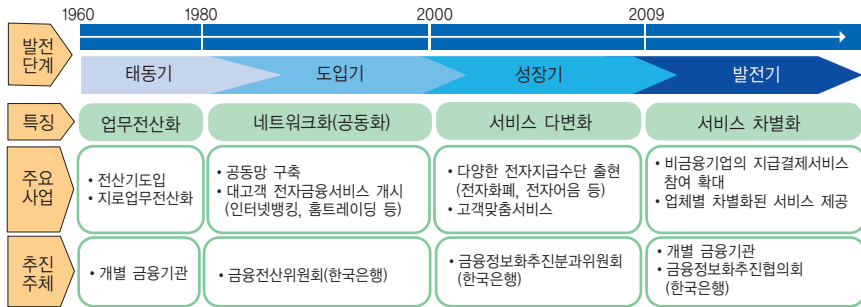 1960 1980 2000 2009
발전
단계
태동기 도입기 성장기 발전기
특징
업무전산화 네트워크화(공동화) 서비스 다변화 서비스 차별화
주요
사업
• 전산기도입
• 지로업무전산화
• 공동망 구축
• 대고객 전자금융서비스 개시
(인터넷뱅킹, 홈트레이딩 등)
• 다양한 전자지급수단 출현
(전자화폐, 전자어음 등)
• 고객맞춤서비스
• 비금융기업의 지급결제서비스
참여 확대
• 업체별 차별화된 서비스 제공
추진
주체
• 개별 금융기관
• 금융전산위원회(한국은행)
• 금융정보화추진분과위원회
(한국은행)
• 개별 금융기관
• 금융정보화추진협의회
(한국은행)